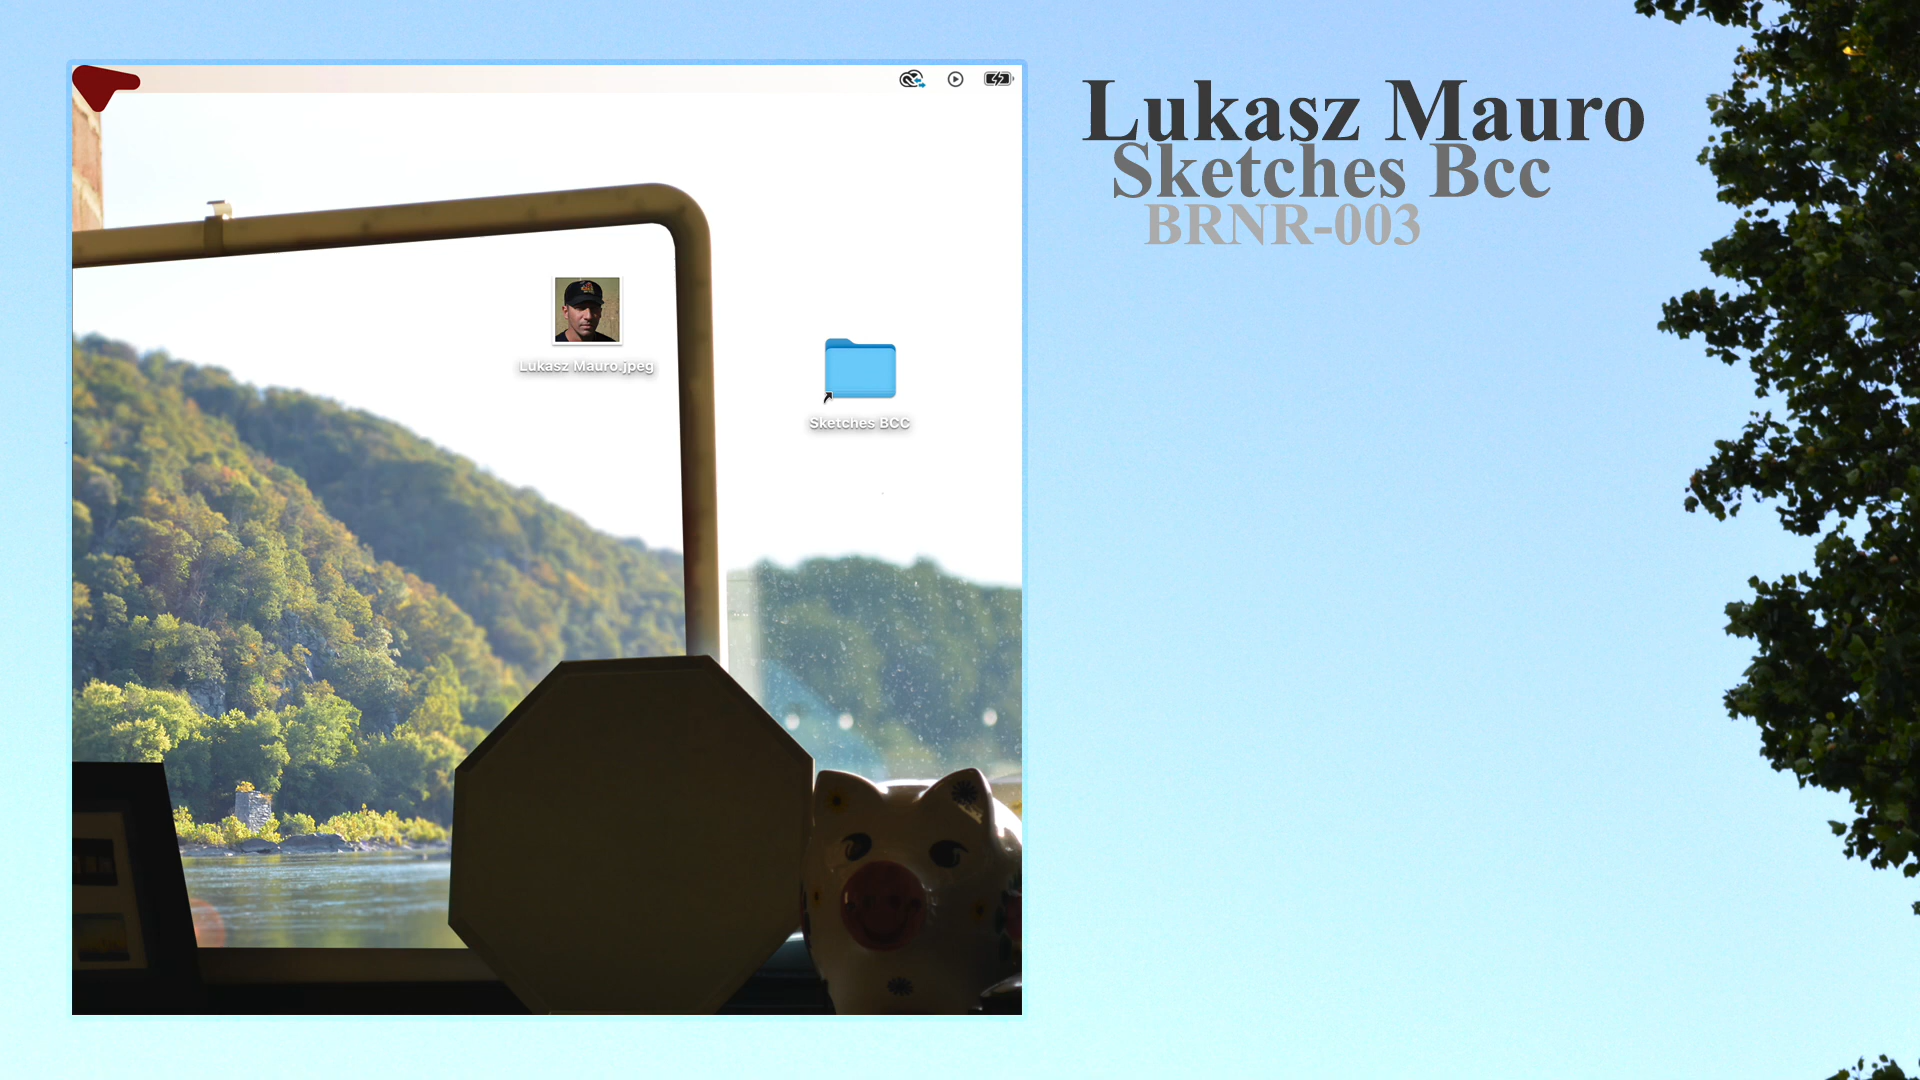 Lukasz Mauro
Sketches Bcc
BRNR-003
Lukasz Mauro.jpeg
Sketches BCC